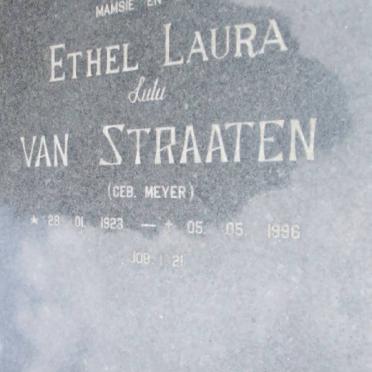 MAMSIE EN
ETHEL LAURA
Lulu
VAN STRAATEN
(GEB. MEYER)
* 28 01 1923 — + 05. 05. 1996
JOB 1 21